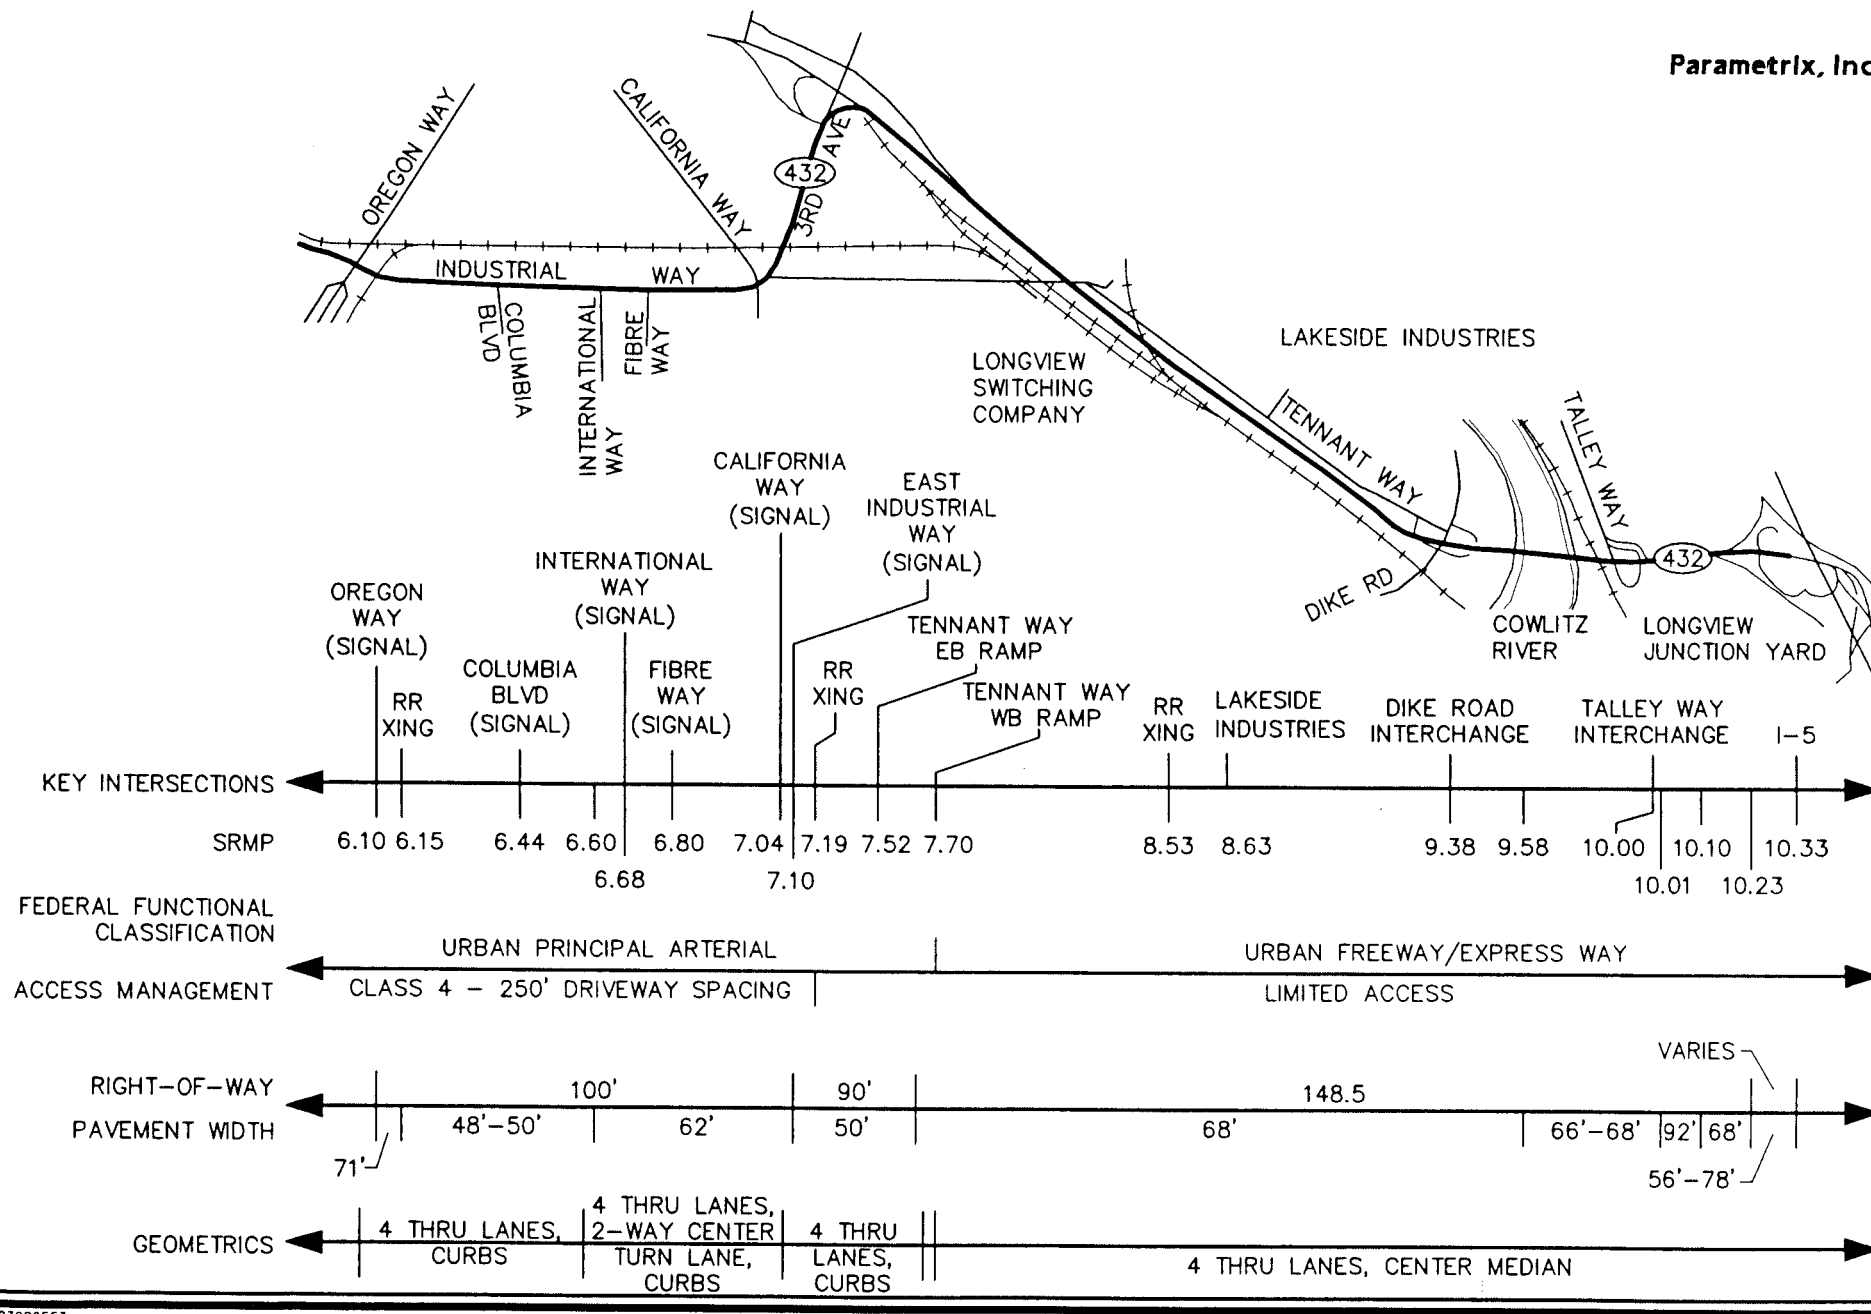 Parametrix, Inc
OREGON WAY
CALIFORNIA WAY
432
3RD AVE
INDUSTRIAL WAY
COLUMBIA
BLVD
INTERNATIONAL
WAY
FIBRE
WAY
LONGVIEW
SWITCHING
COMPANY
LAKESIDE INDUSTRIES
TENNANT WAY
TALLEY WAY
432
DIKE RD
COWLITZ
RIVER
LONGVIEW
JUNCTION YARD
OREGON
WAY
(SIGNAL)
RR
XING
COLUMBIA
BLVD
(SIGNAL)
INTERNATIONAL
WAY
(SIGNAL)
FIBRE
WAY
(SIGNAL)
CALIFORNIA
WAY
(SIGNAL)
EAST
INDUSTRIAL
WAY
(SIGNAL)
RR
XING
TENNANT WAY
EB RAMP
TENNANT WAY
WB RAMP
RR
XING
LAKESIDE
INDUSTRIES
DIKE ROAD
INTERCHANGE
TALLEY WAY
INTERCHANGE
I-5
KEY INTERSECTIONS
SRMP 6.10 6.15 6.44 6.60 6.80 7.04 7.19 7.52 7.70 8.53 8.63 9.38 9.58 10.00 10.10 10.33
6.68 7.10 10.01 10.23
FEDERAL FUNCTIONAL
CLASSIFICATION
URBAN PRINCIPAL ARTERIAL URBAN FREEWAY/EXPRESS WAY
ACCESS MANAGEMENT CLASS 4 - 250' DRIVEWAY SPACING LIMITED ACCESS
VARIES
RIGHT-OF-WAY 100' 90' 148.5
PAVEMENT WIDTH 48'-50' 62' 50' 68' 66'-68' 92' 68'
71' 56'-78'
GEOMETRICS
4 THRU LANES,
CURBS
4 THRU LANES,
2-WAY CENTER
TURN LANE,
CURBS
4 THRU
LANES,
CURBS
4 THRU LANES, CENTER MEDIAN